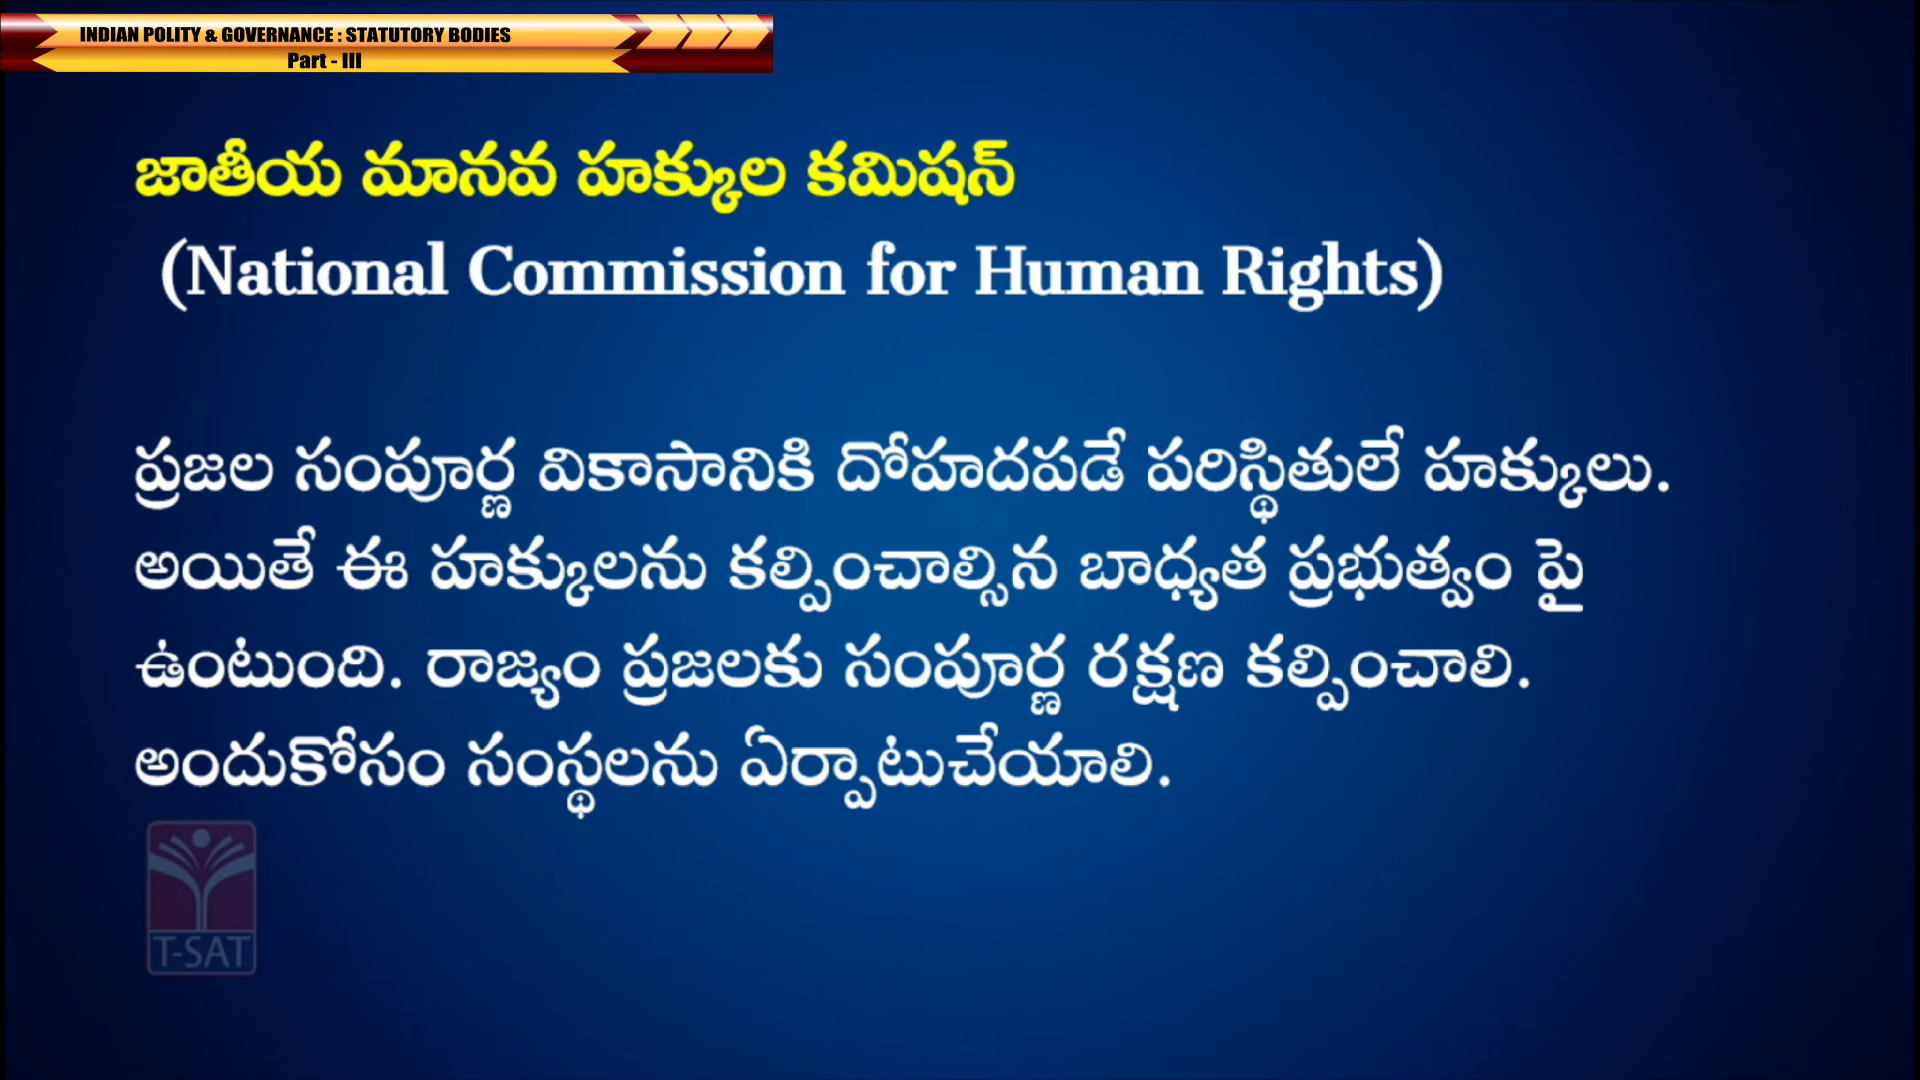 INDIAN POLITY & GOVERNANCE : STATUTORY BODIES
Part - III
జాతీయ మానవ హక్కుల కమిషన్
(National Commission for Human Rights)
ప్రజల సంపూర్ణ వికాసానికి దోహదపడే పరిస్థితులే హక్కులు.
అయితే ఈ హక్కులను కల్పించాల్సిన బాధ్యత ప్రభుత్వం పై
ఉంటుంది. రాజ్యం ప్రజలకు సంపూర్ణ రక్షణ కల్పించాలి.
అందుకోసం సంస్థలను ఏర్పాటుచేయాలి.
T-SAT